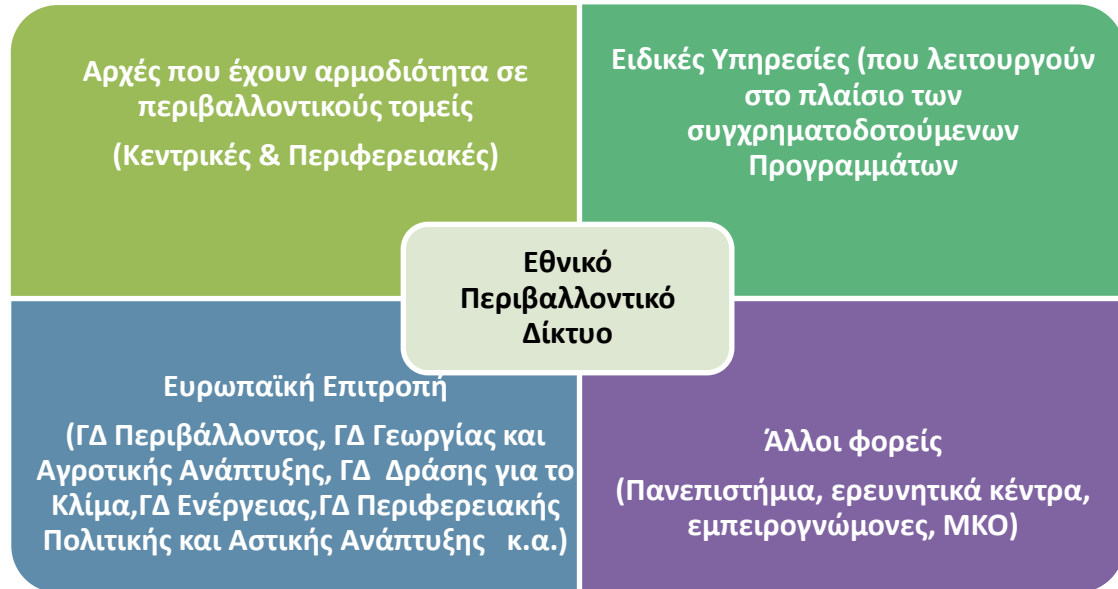 Αρχές που έχουν αρμοδιότητα σε
περιβαλλοντικούς τομείς
(Κεντρικές & Περιφερειακές)
Ειδικές Υπηρεσίες (που λειτουργούν
στο πλαίσιο των
συγχρηματοδοτούμενων
Προγραμμάτων
Εθνικό
Περιβαλλοντικό
Δίκτυο
Ευρωπαϊκή Επιτροπή
(ΓΔ Περιβάλλοντος, ΓΔ Γεωργίας και
Αγροτικής Ανάπτυξης, ΓΔ Δράσης για το
Κλίμα,ΓΔ Ενέργειας,ΓΔ Περιφερειακής
Πολιτικής και Αστικής Ανάπτυξης κ.α.)
Άλλοι φορείς
(Πανεπιστήμια, ερευνητικά κέντρα,
εμπειρογνώμονες, ΜΚΟ)